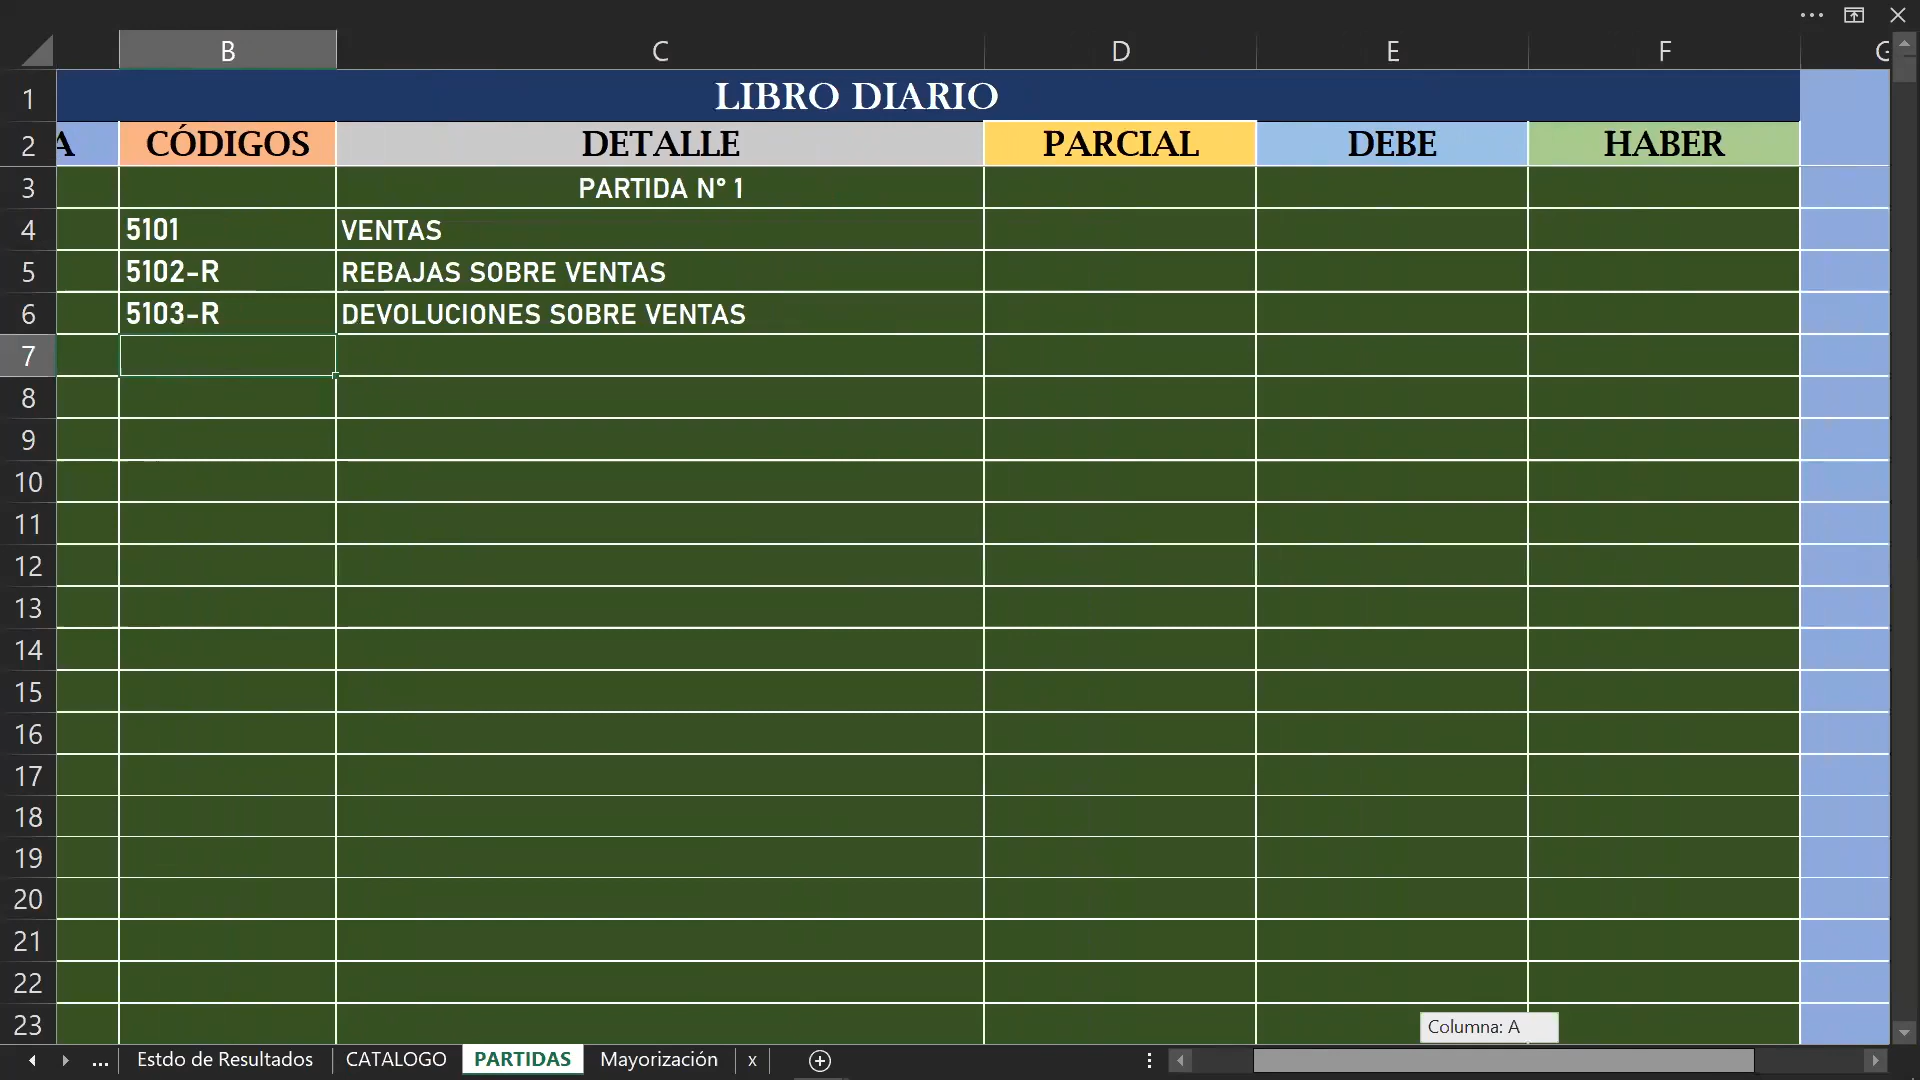 B C D E F G
1 LIBRO DIARIO
2 A CÓDIGOS DETALLE PARCIAL DEBE HABER
3 PARTIDA N° 1
4 5101 VENTAS
5 5102-R REBAJAS SOBRE VENTAS
6 5103-R DEVOLUCIONES SOBRE VENTAS
7
8
9
10
11
12
13
14
15
16
17
18
19
20
21
22
23
Columna: A
... Estdo de Resultados CATALOGO PARTIDAS Mayorización x